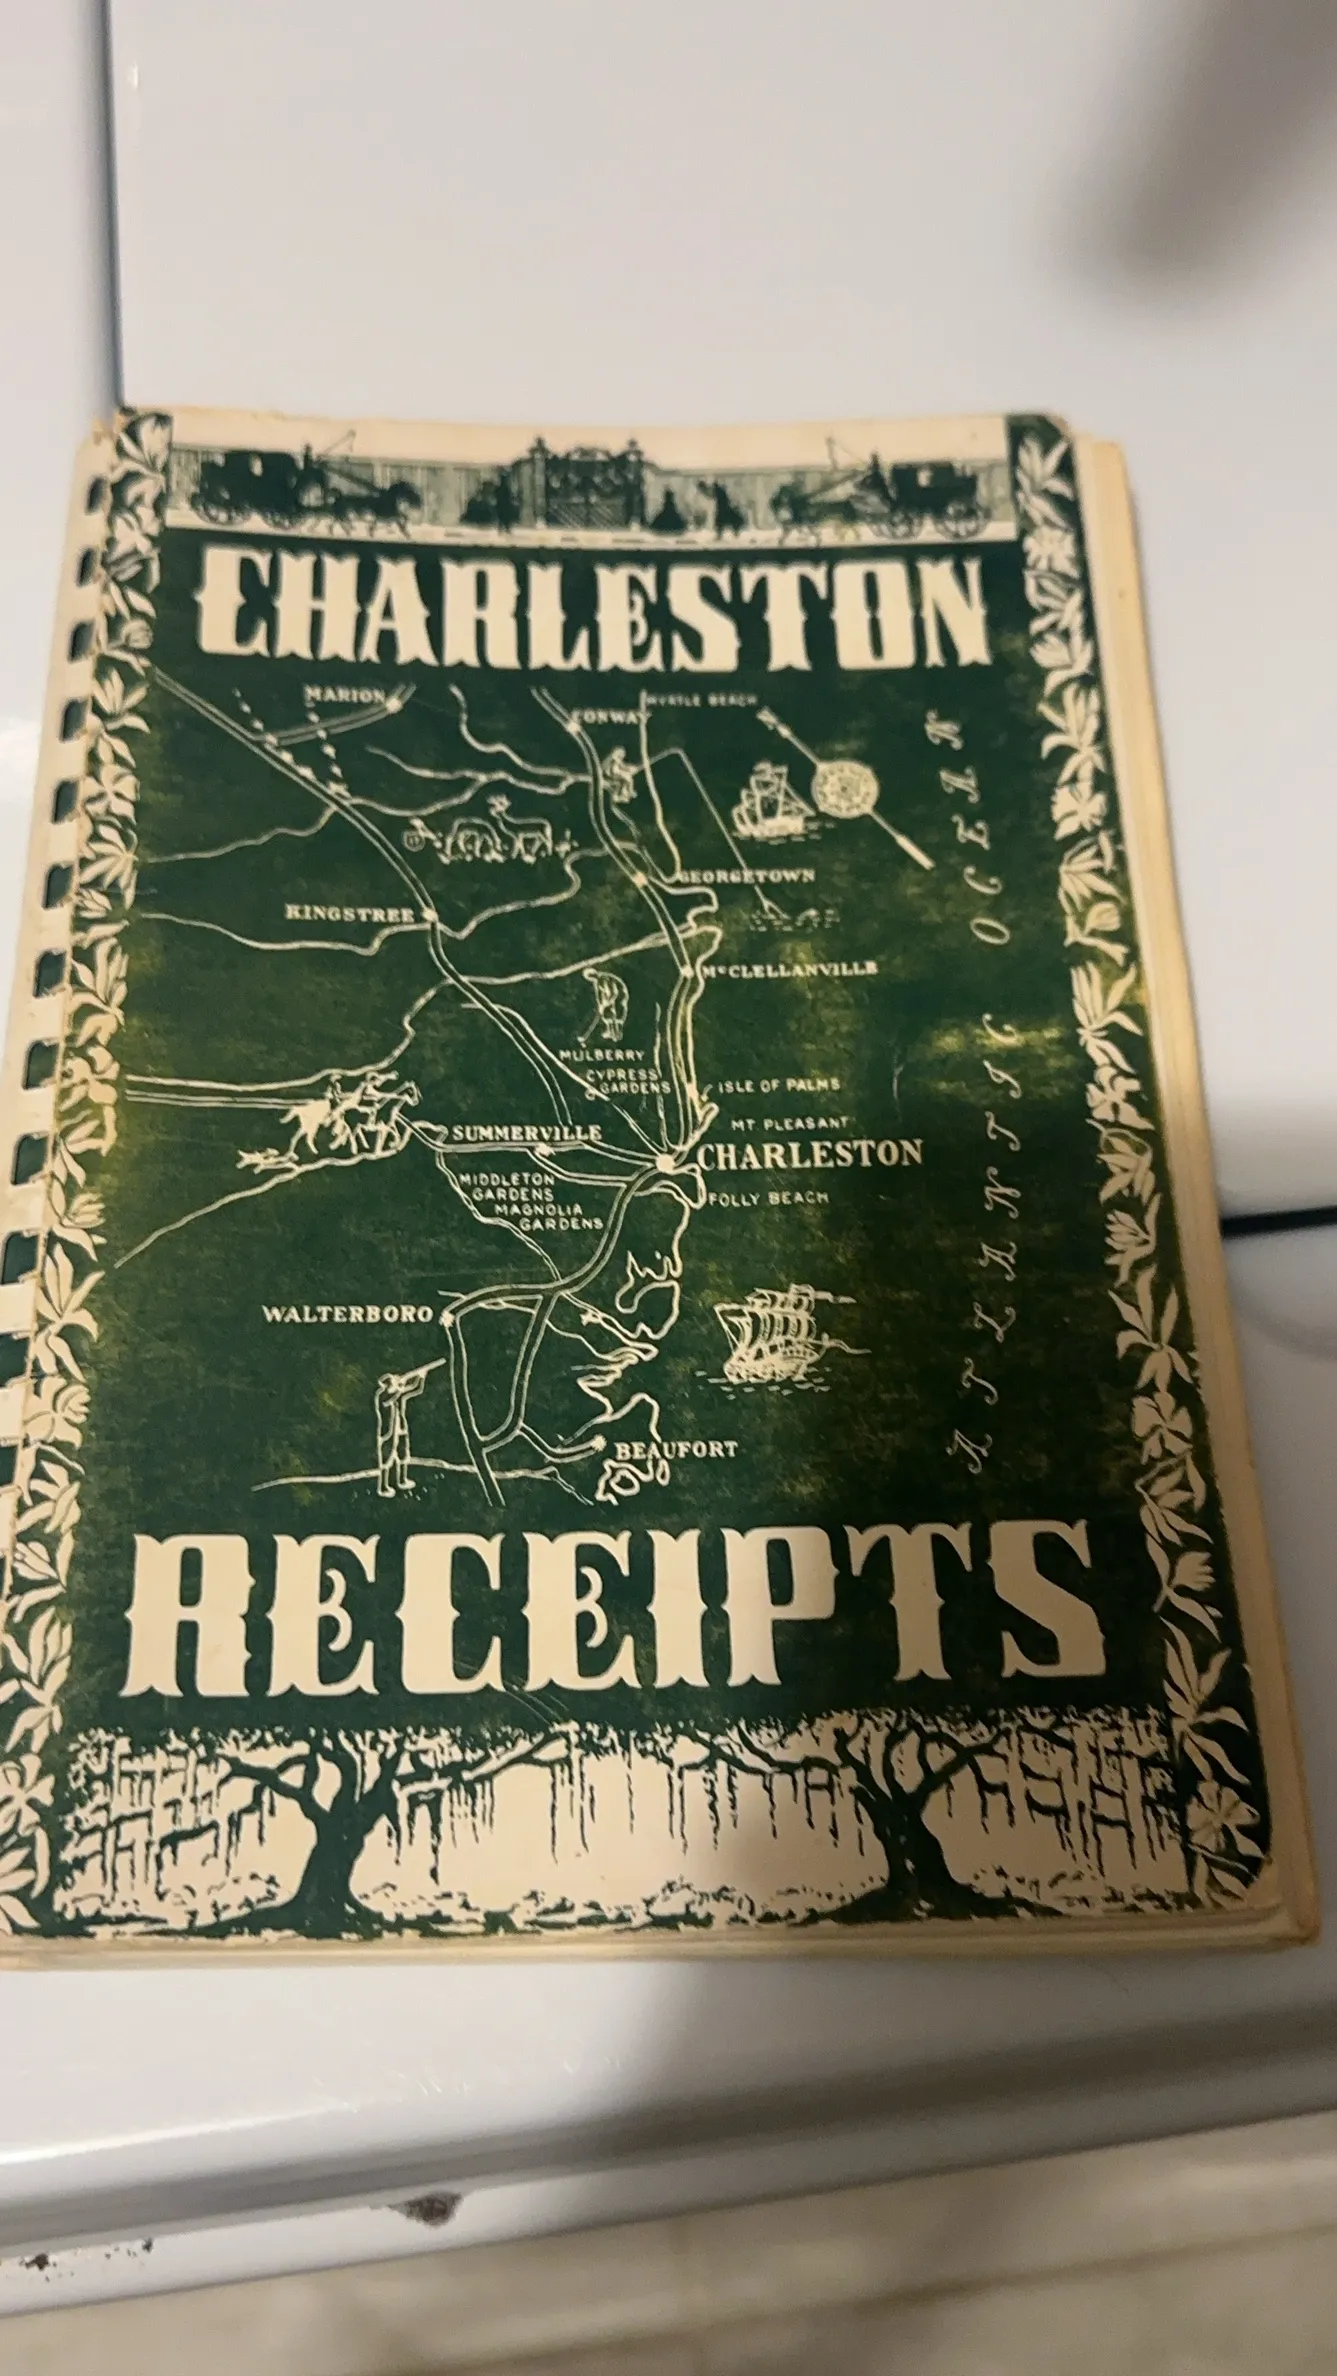 CHARLESTON
MARION
CONWAY
MYRTLE BEACH
GEORGETOWN
KINGSTREE
McCLELLANVILLE
MULBERRY
CYPRESS
GARDENS
ISLE OF PALMS
MT PLEASANT
SUMMERVILLE
CHARLESTON
MIDDLETON
GARDENS
MAGNOLIA
GARDENS
FOLLY BEACH
WALTERBORO
BEAUFORT
ATLANTIC OCEAN
RECEIPTS